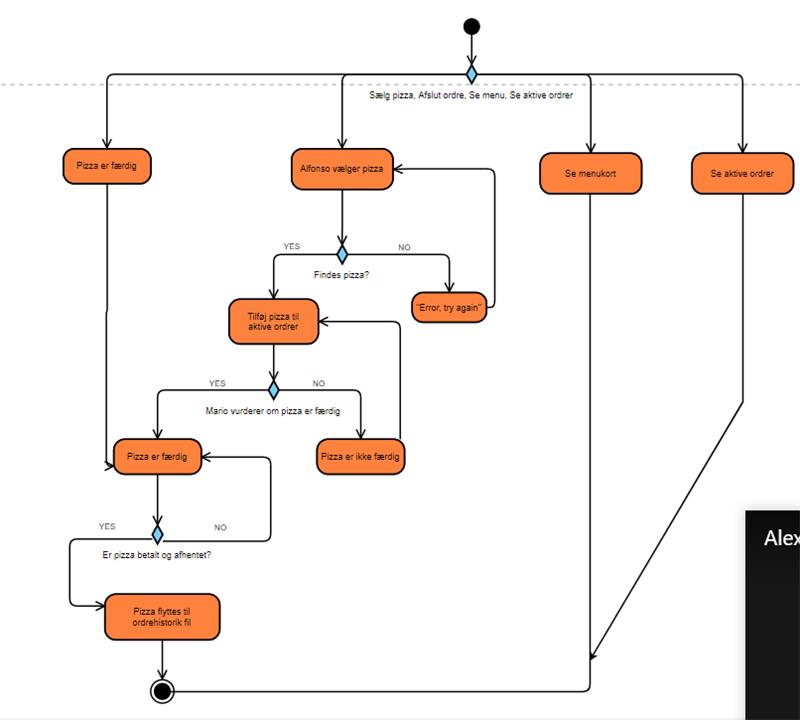 Sælg pizza, Afslut ordre, Se menu, Se aktive ordrer
Pizza er færdig
Alfonso vælger pizza
Se menukort
Se aktive ordrer
YES
NO
Findes pizza?
"Error, try again"
Tilføj pizza til
aktive ordrer
YES
NO
Mario vurderer om pizza er færdig
Pizza er færdig
Pizza er ikke færdig
YES
NO
Er pizza betalt og afhentet?
Pizza flyttes til
ordrehistorik fil